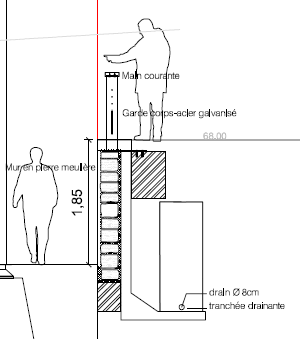 Main courante
Garde corps-acier galvanisé
68,00
Mur en pierre meulière
1,85
drain Ø 8cm
tranchée drainante